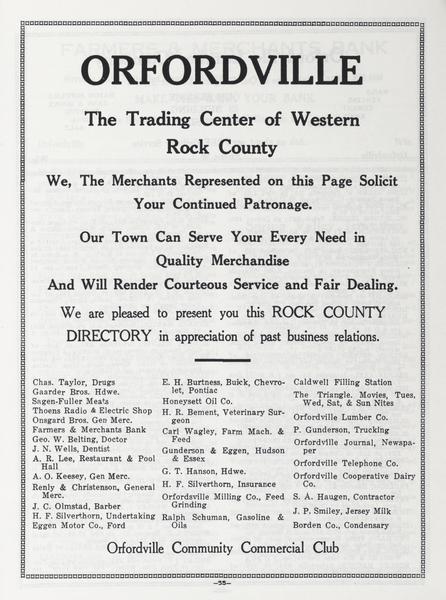 ORFORDVILLE
The Trading Center of Western
Rock County
We, The Merchants Represented on this Page Solicit
Your Continued Patronage.
Our Town Can Serve Your Every Need in
Quality Merchandise
And Will Render Courteous Service and Fair Dealing.
We are pleased to present you this ROCK COUNTY
DIRECTORY in appreciation of past business relations.
Chas. Taylor, Drugs
Gaarder Bros. Hdwe.
Sagen-Fuller Meats
Thoens Radio & Electric Shop
Onsgard Bros. Gen Merc.
Farmers & Merchants Bank
Geo. W. Belting, Doctor
J. N. Wells, Dentist
A. R. Lee, Restaurant & Pool
Hall
A. O. Keesey, Gen Merc.
Renly & Christenson, General
Merc.
J. C. Olmstad, Barber
H. F. Silverthorn, Undertaking
Eggen Motor Co., Ford
E. H. Burtness, Buick, Chevro-
let, Pontiac
Honeysett Oil Co.
H. R. Bement, Veterinary Sur-
geon
Carl Wagley, Farm Mach. &
Feed
Gunderson & Eggen, Hudson
& Essex
G. T. Hanson, Hdwe.
H. F. Silverthorn, Insurance
Orfordsville Milling Co., Feed
Grinding
Ralph Schuman, Gasoline &
Oils
Caldwell Filling Station
The Triangle. Movies, Tues,
Wed, Sat, & Sun Nites
Orfordville Lumber Co.
P. Gunderson, Trucking
Orfordville Journal, Newspa-
per
Orfordville Telephone Co.
Orfordville Cooperative Dairy
Co.
S. A. Haugen, Contractor
J. P. Smiley, Jersey Milk
Borden Co., Condensary
Orfordville Community Commercial Club
—55—